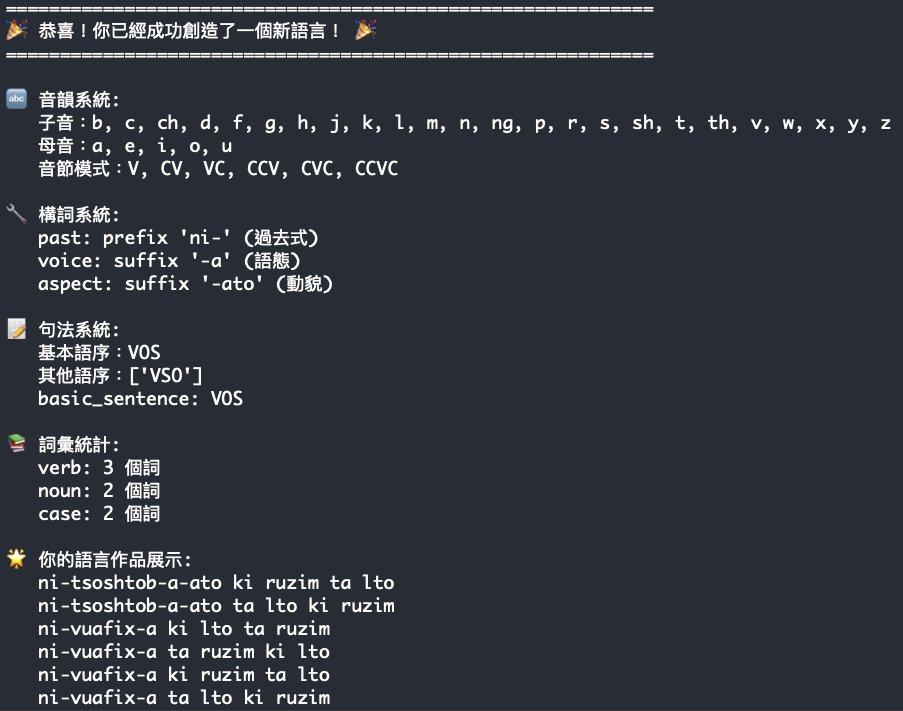 ==============================================================
🎉 恭喜！你已經成功創造了一個新語言！ 🎉
==============================================================
🔤 音韻系統:
子音：b, c, ch, d, f, g, h, j, k, l, m, n, ng, p, r, s, sh, t, th, v, w, x, y, z
母音：a, e, i, o, u
音節模式：V, CV, VC, CCV, CVC, CCVC
🔧 構詞系統:
past: prefix 'ni-' (過去式)
voice: suffix '-a' (語態)
aspect: suffix '-ato' (動貌)
📝 句法系統:
基本語序：VOS
其他語序：['VSO']
basic_sentence: VOS
📚 詞彙統計:
verb: 3 個詞
noun: 2 個詞
case: 2 個詞
🌟 你的語言作品展示:
ni-tsoshtob-a-ato ki ruzim ta lto
ni-tsoshtob-a-ato ta lto ki ruzim
ni-vuafix-a ki lto ta ruzim
ni-vuafix-a ta ruzim ki lto
ni-vuafix-a ki ruzim ta lto
ni-vuafix-a ta lto ki ruzim